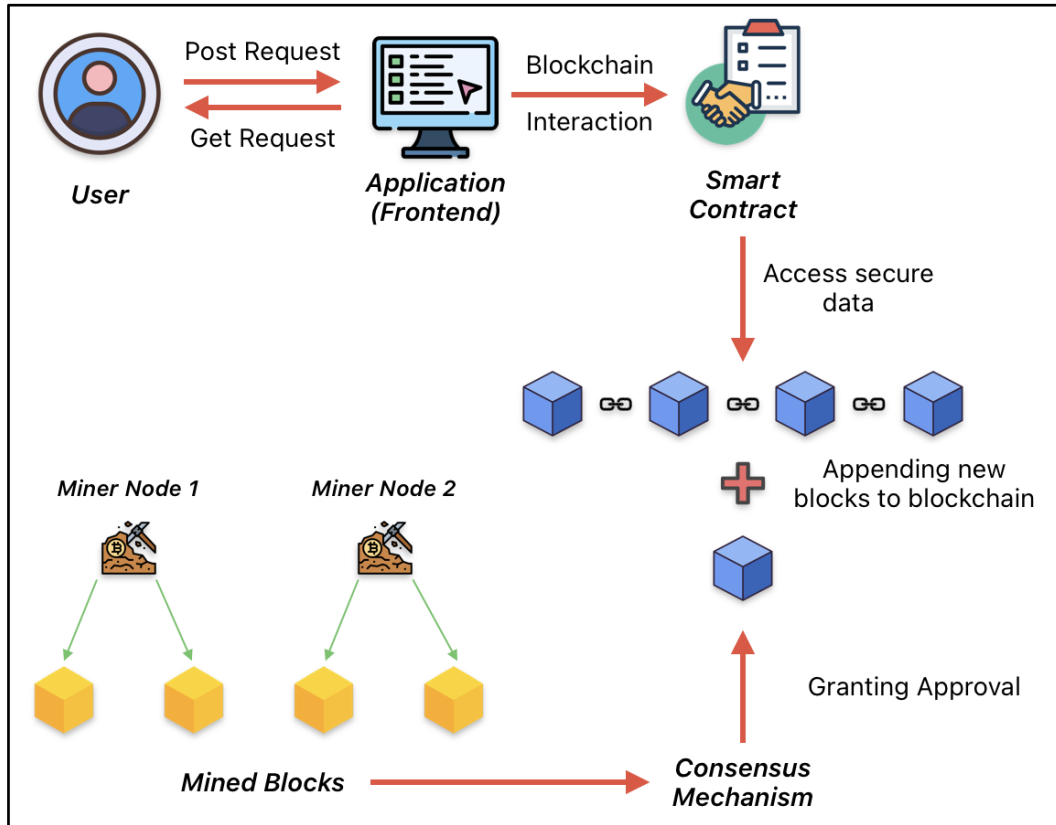 Post Request
Get Request
User
Application
(Frontend)
Blockchain
Interaction
Smart
Contract
Access secure
data
Appending new
blocks to blockchain
Miner Node 1
Miner Node 2
Granting Approval
Mined Blocks
Consensus
Mechanism